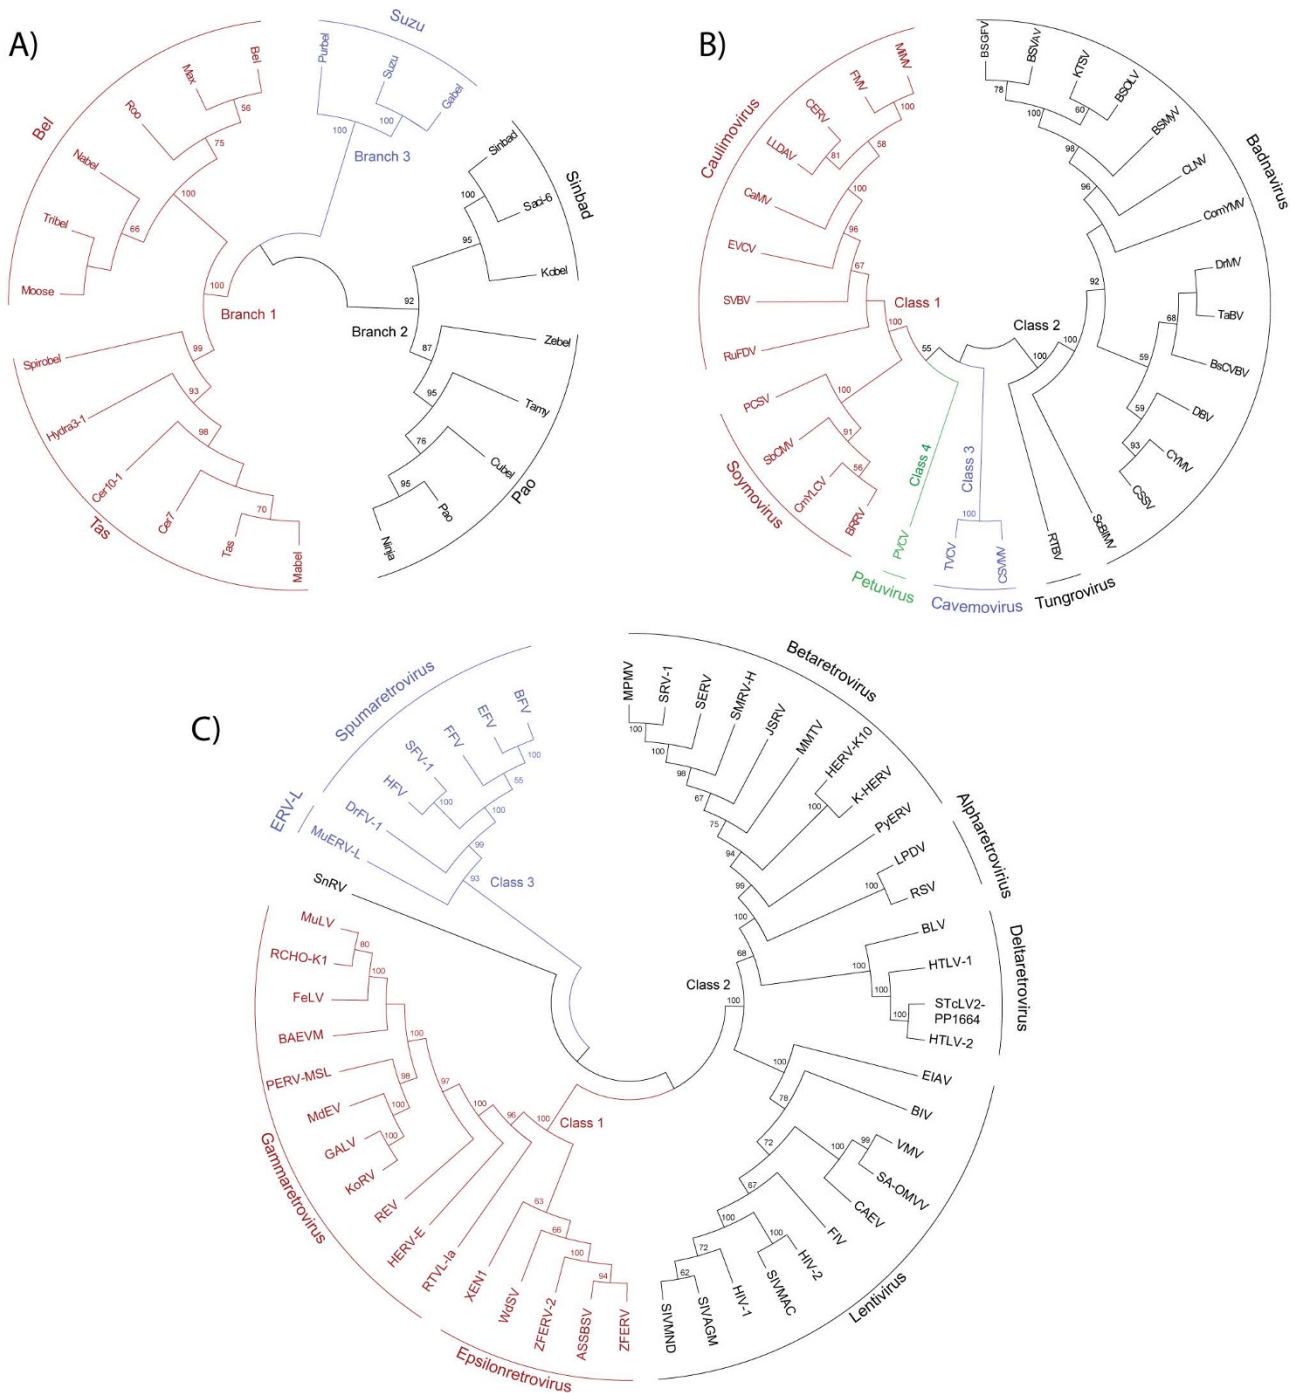 A)
Bel
Roo
Max
Bel
Nabel
Tribel
Moose
56
75
100
66
100
Branch 1
Suzu
Purbel
Suzu
Gabel
100
100
Branch 3
Sinbad
Sinbad
Saci-6
Kobel
100
95
92
Branch 2
87
95
76
95
Zebel
Tamy
Cubel
Pao
Ninja
Pao
Spirobel
Hydra3-1
Cer10-1
Cer7
Tas
Mabel
Tas
99
93
98
70
B)
Caulimovirus
MiMV
FMV
CERV
LLDAV
CaMV
EVCV
SVBV
RuFDV
100
58
81
100
96
67
Class 1
100
PCSV
SbCMV
CmYLCV
BRRV
100
91
56
Soymovirus
55
Class 4
PVCV
Petuvirus
Class 3
100
TVCV
CSVMV
Cavemovirus
Class 2
100
100
RTBV
Tungrovirus
ScBIMV
Badnavirus
BSGFV
BSVAV
KTSV
BSOLV
BSMyV
CLNV
ComYMV
DrMV
TaBV
BsCVBV
DBV
CYMV
CSSV
78
100
60
98
96
92
68
59
59
93
C)
Spumaretrovirus
BFV
EFV
FFV
SFV-1
HFV
DrFV-1
ERV-L
MuERV-L
SnRV
100
55
100
100
99
93
Class 3
Betaretrovirus
MPMV
SRV-1
SERV
SMRV-H
JSRV
MMTV
HERV-K10
K-HERV
PyERV
100
100
98
67
75
100
94
99
100
68
Alpharetrovirius
LPDV
RSV
100
Deltaretrovirus
BLV
HTLV-1
STcLV2-
PP1664
HTLV-2
100
100
100
Class 2
100
EIAV
BIV
VMV
SA-OMVV
CAEV
FIV
HIV-2
SIVMAC
HIV-1
SIVAGM
SIVMND
Lentivirus
100
78
72
100
99
67
100
100
72
62
MuLV
RCHO-K1
FeLV
BAEVM
PERV-MSL
MdEV
GALV
KoRV
REV
HERV-E
RTVL-Ia
Gammaretrovirus
80
100
100
98
100
100
97
100
96
100
Class 1
63
66
100
94
XEN1
WdSV
ZFERV-2
ASSBSV
ZFERV
Epsilonretrovirus